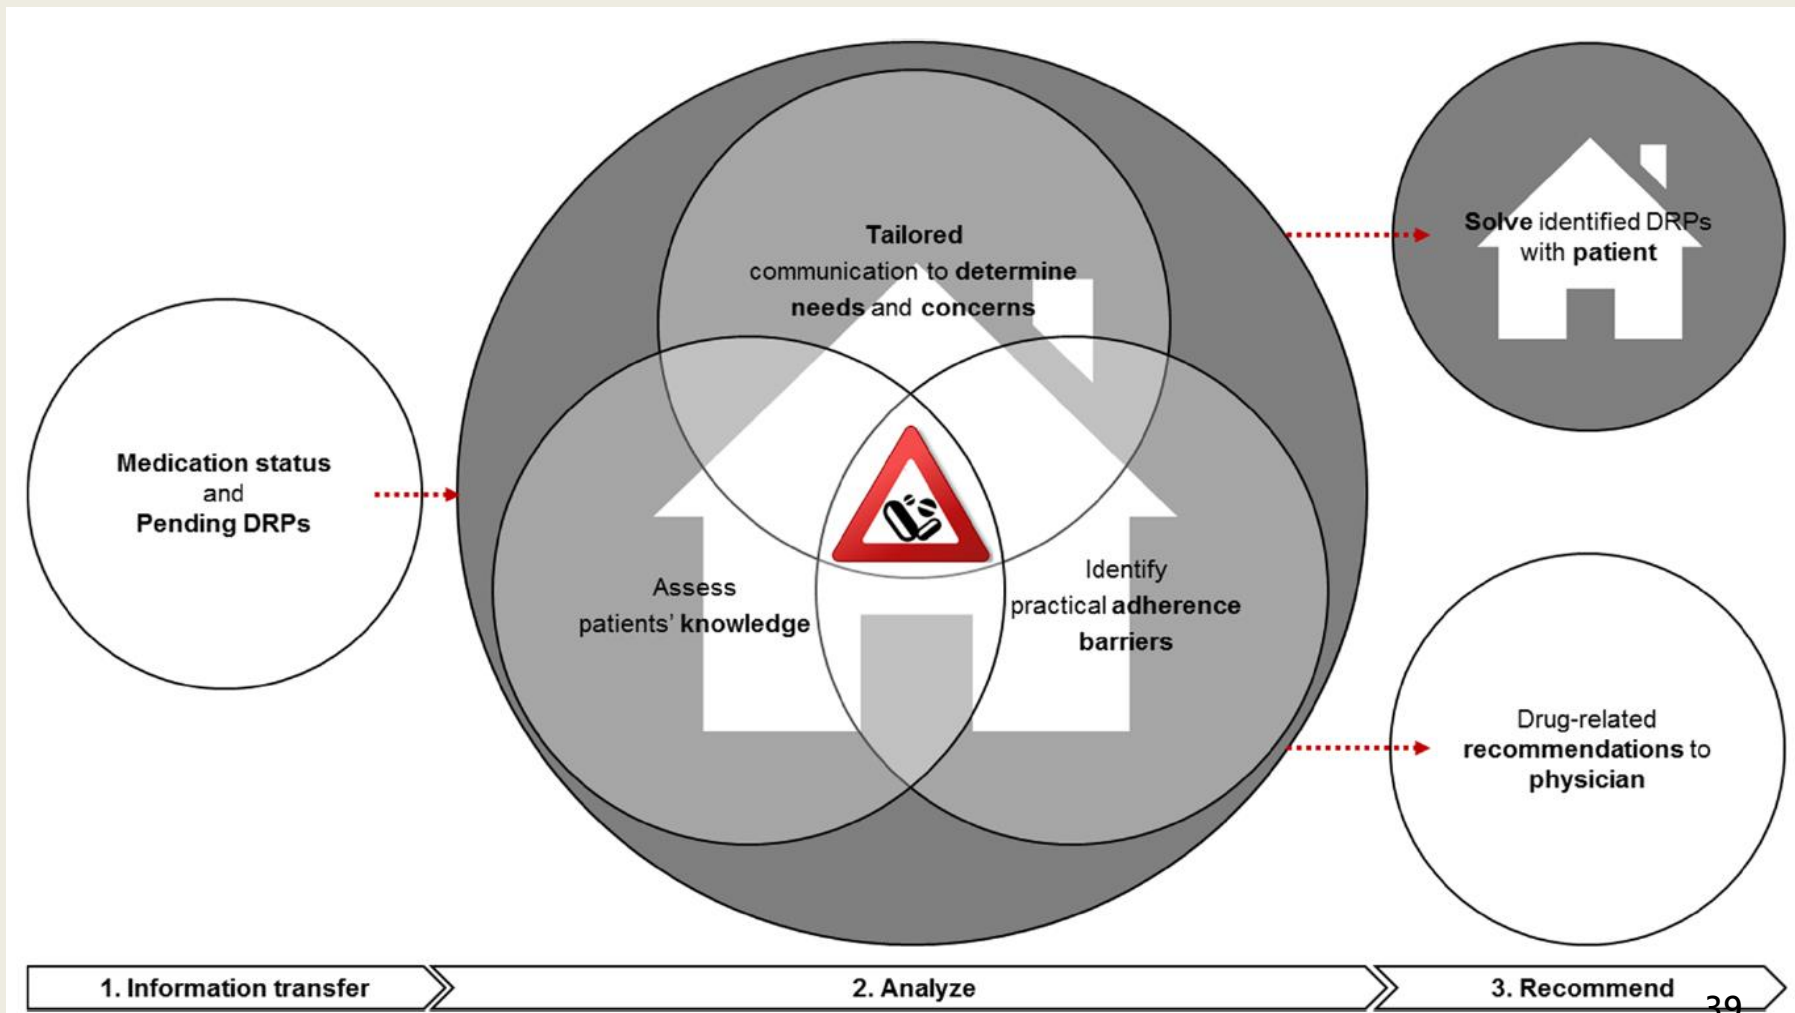 Medication status
and
Pending DRPs
Tailored
communication to determine
needs and concerns
Assess
patients' knowledge
Identify
practical adherence
barriers
Solve identified DRPs
with patient
Drug-related
recommendations to
physician
1. Information transfer
2. Analyze
3. Recommend
39